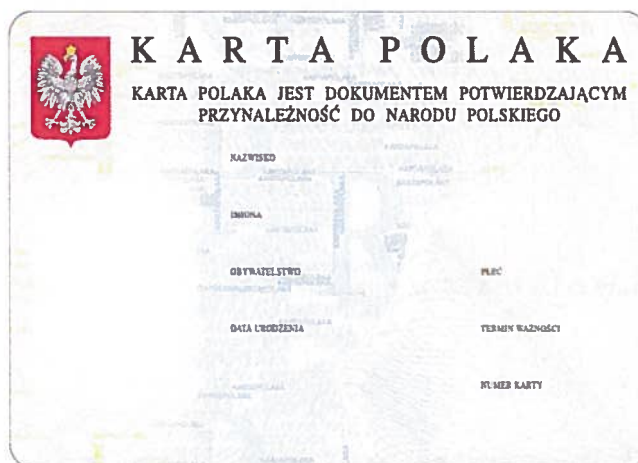 KARTA POLAKA
KARTA POLAKA JEST DOKUMENTEM POTWIERDZAJĄCYM
PRZYNALEŻNOŚĆ DO NARODU POLSKIEGO
NAZWISKO
IMIONA
OBYWATELSTWO
PŁEĆ
DATA URODZENIA
TERMIN WAŻNOŚCI
NUMER KARTY